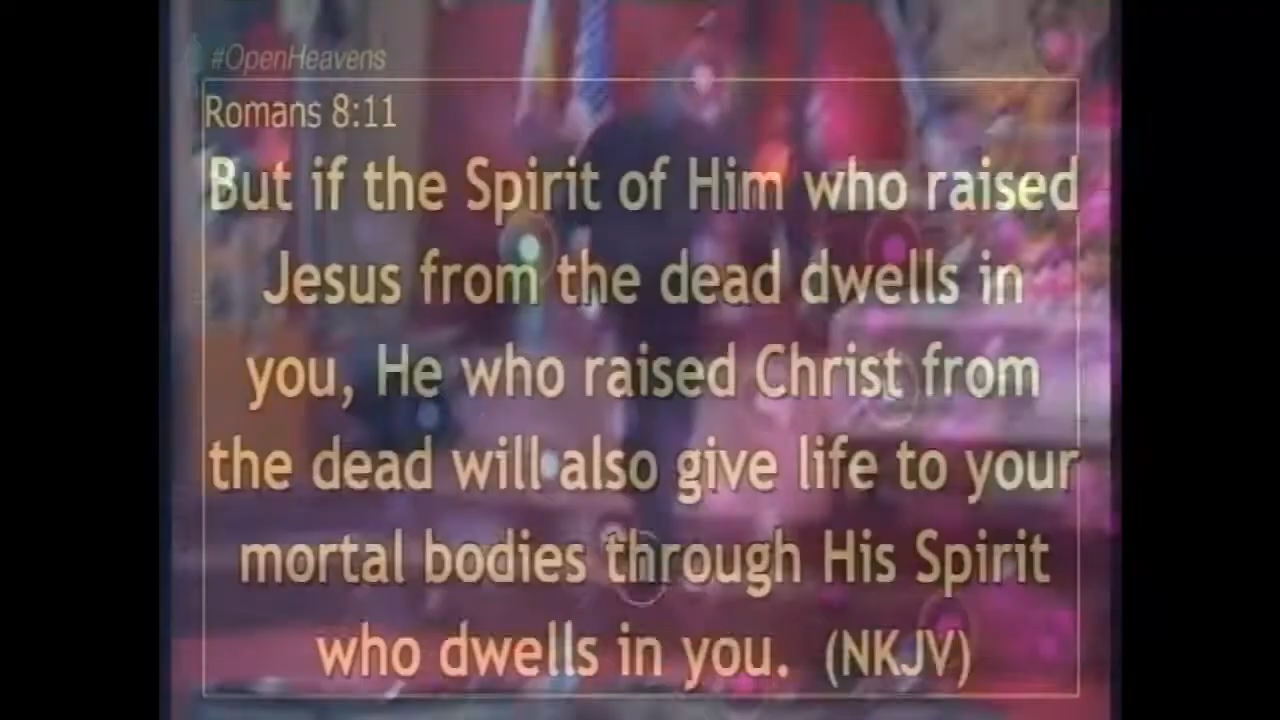 #OpenHeavens
Romans 8:11
But if the Spirit of Him who raised
Jesus from the dead dwells in
you, He who raised Christ from
the dead will also give life to your
mortal bodies through His Spirit
who dwells in you. (NKJV)